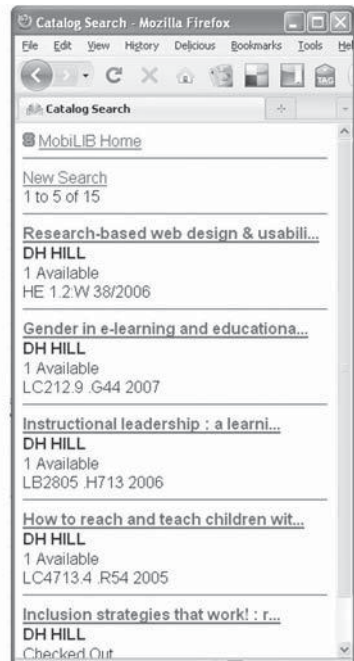 Catalog Search - Mozilla Firefox
File Edit View History Delicious Bookmarks Tools Hel
TAG
Catalog Search
MobiLIB Home
New Search
1 to 5 of 15
Research-based web design & usabili...
DH HILL
1 Available
HE 1.2:W 38/2006
Gender in e-learning and educationa...
DH HILL
1 Available
LC212.9 .G44 2007
Instructional leadership : a learni...
DH HILL
1 Available
LB2805 .H713 2006
How to reach and teach children wit...
DH HILL
1 Available
LC4713.4 .R54 2005
Inclusion strategies that work! : r...
DH HILL
Checked Out